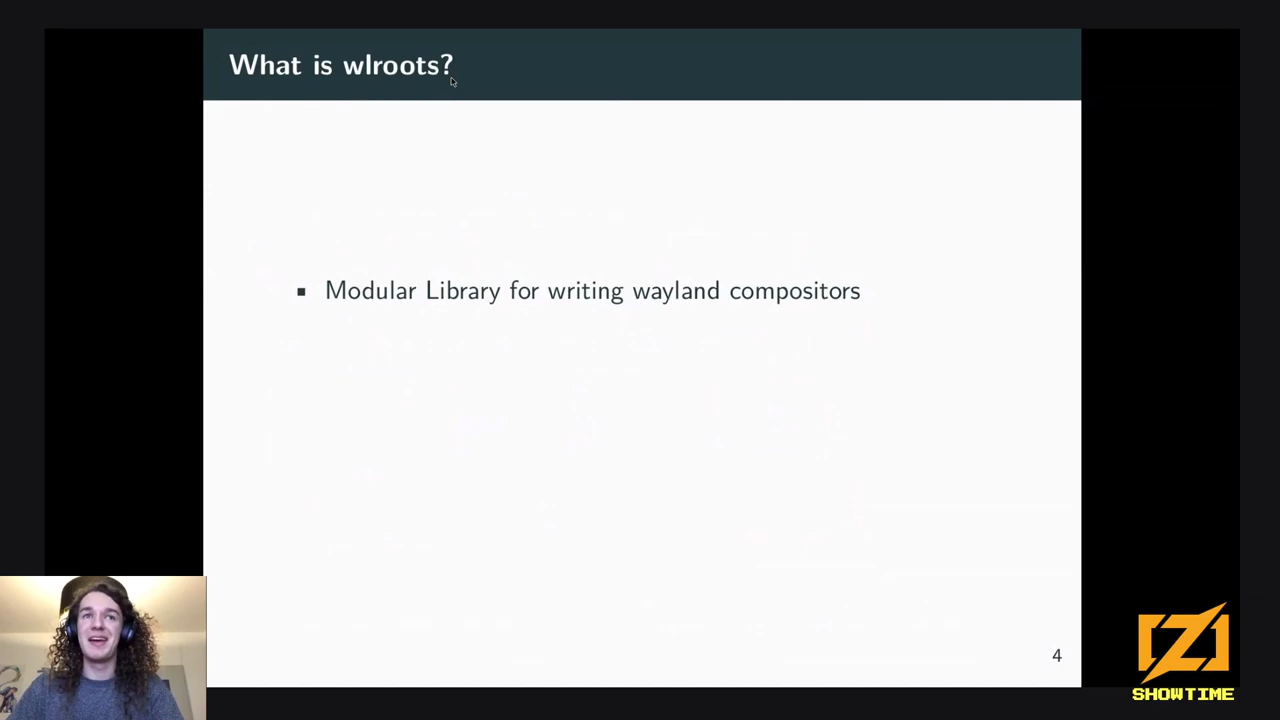 What is wlroots?
Modular Library for writing wayland compositors
4
Z
SHOWTIME